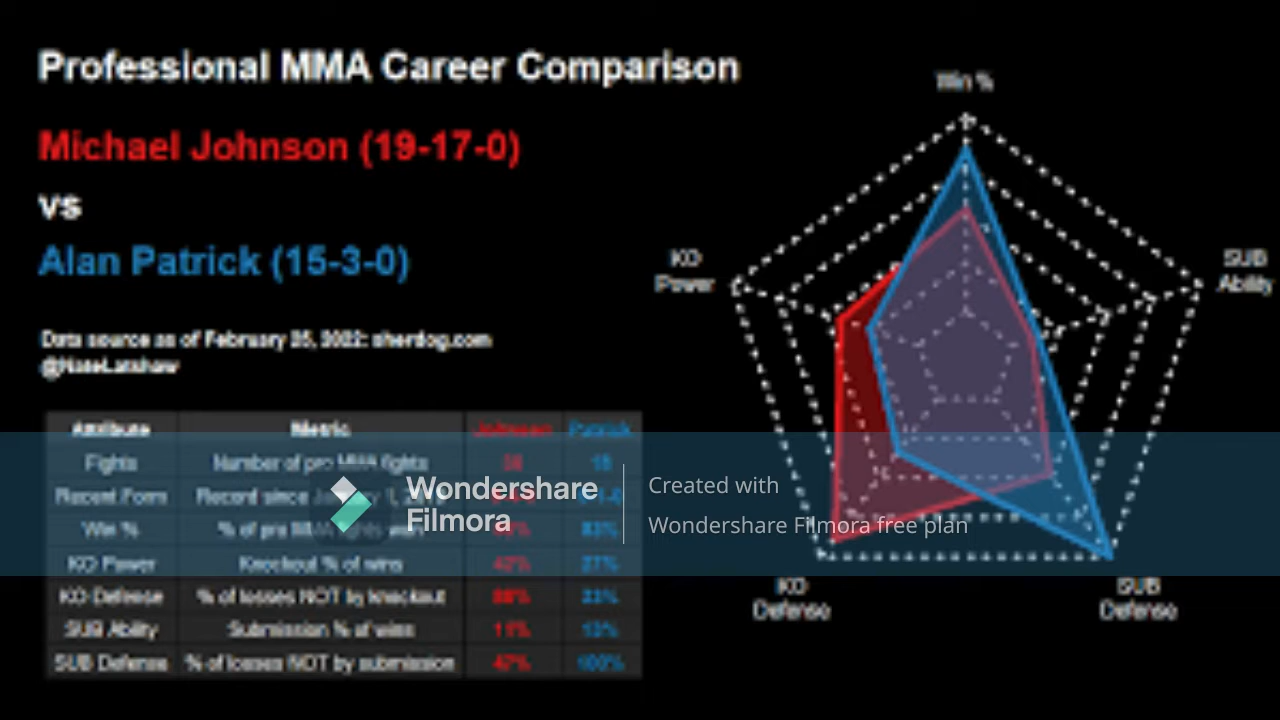 Professional MMA Career Comparison
Michael Johnson (19-17-0)
vs
Alan Patrick (15-3-0)
Data source as of February 25, 2022: sherdog.com
@NateLatshaw
Win %
KO
Power
SUB
Ability
KO
Defense
SUB
Defense
Attribute Metric Johnson Patrick
Fights Number of pro MMA fights 18
Recent Form Record since
Win % % of pro MMA fights won 83%
KO Power Knockout % of wins 42% 27%
KO Defense % of losses NOT by knockout 33%
SUB Ability Submission % of wins 11% 13%
SUB Defense % of losses NOT by submission 47% 100%
Wondershare
Filmora
Created with
Wondershare Filmora free plan